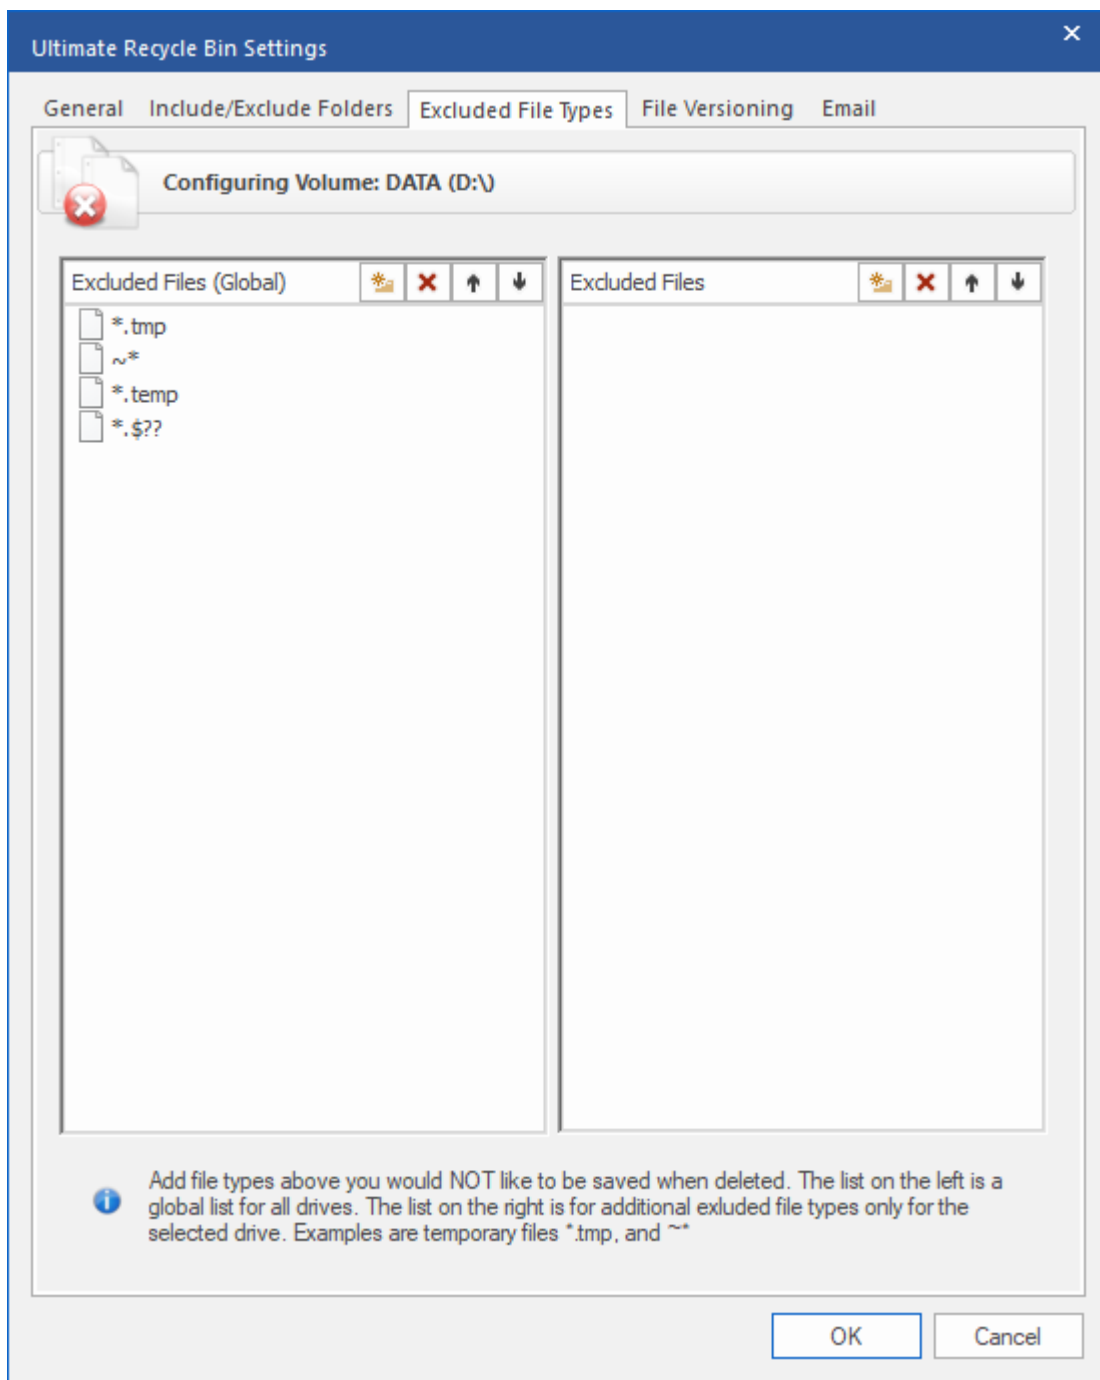 Ultimate Recycle Bin Settings
General Include/Exclude Folders Excluded File Types File Versioning Email
Configuring Volume: DATA (D:\)
Excluded Files (Global)
*.tmp
~*
*.temp
*.$??
Excluded Files
Add file types above you would NOT like to be saved when deleted. The list on the left is a
global list for all drives. The list on the right is for additional exluded file types only for the
selected drive. Examples are temporary files *.tmp, and ~*
OK Cancel